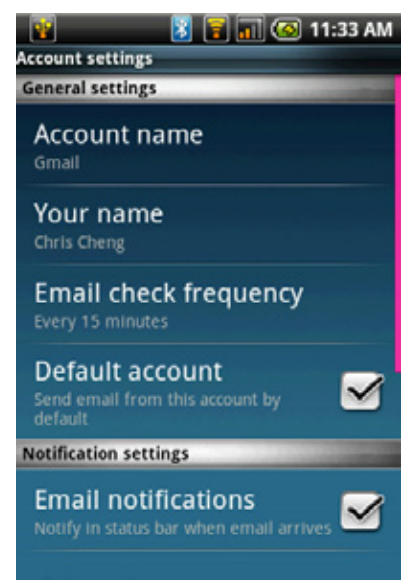 11:33 AM
Account settings
General settings
Account name
Gmail
Your name
Chris Cheng
Email check frequency
Every 15 minutes
Default account
Send email from this account by
default
Notification settings
Email notifications
Notify in status bar when email arrives